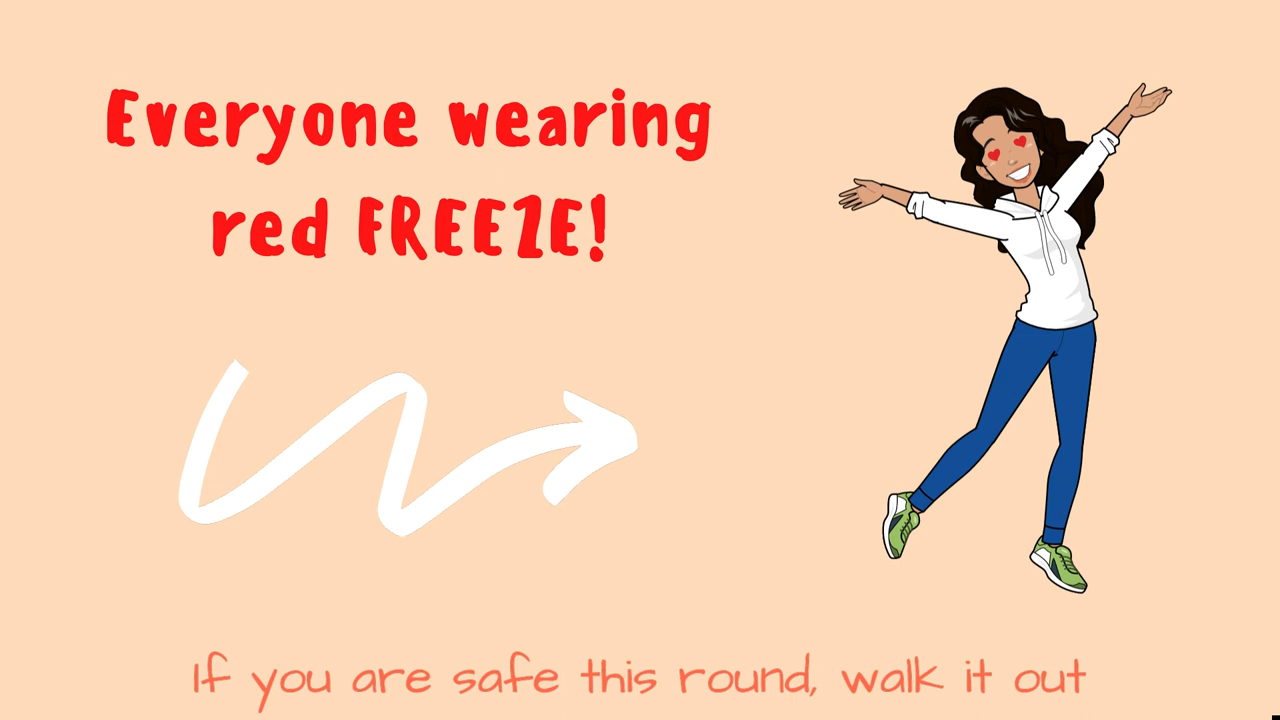 Everyone wearing
red FREEZE!
If you are safe this round, walk it out